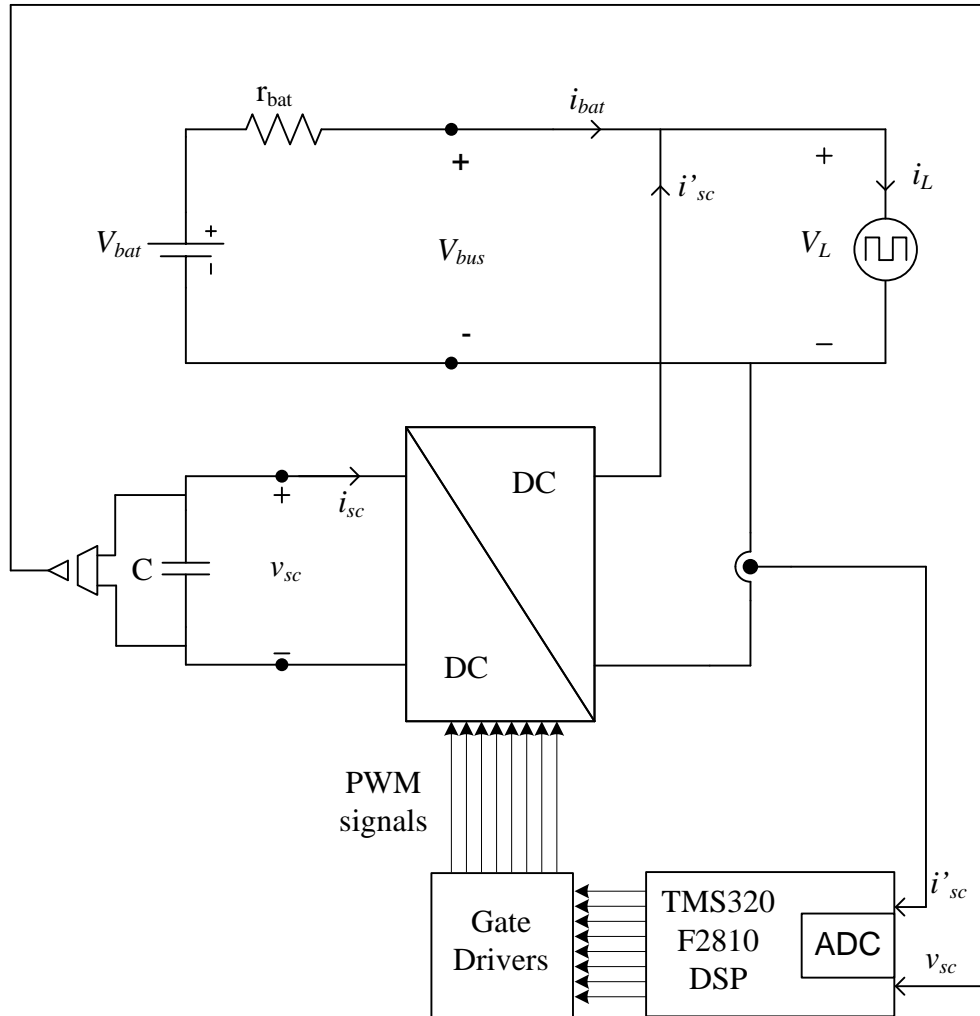 r_bat
i_bat
+
+
i'_sc
i_L
V_bat
+
V_bus
V_L
-
–
DC
+
i_sc
C
v_sc
–
DC
PWM
signals
i'_sc
TMS320
F2810
DSP
ADC
Gate
Drivers
v_sc